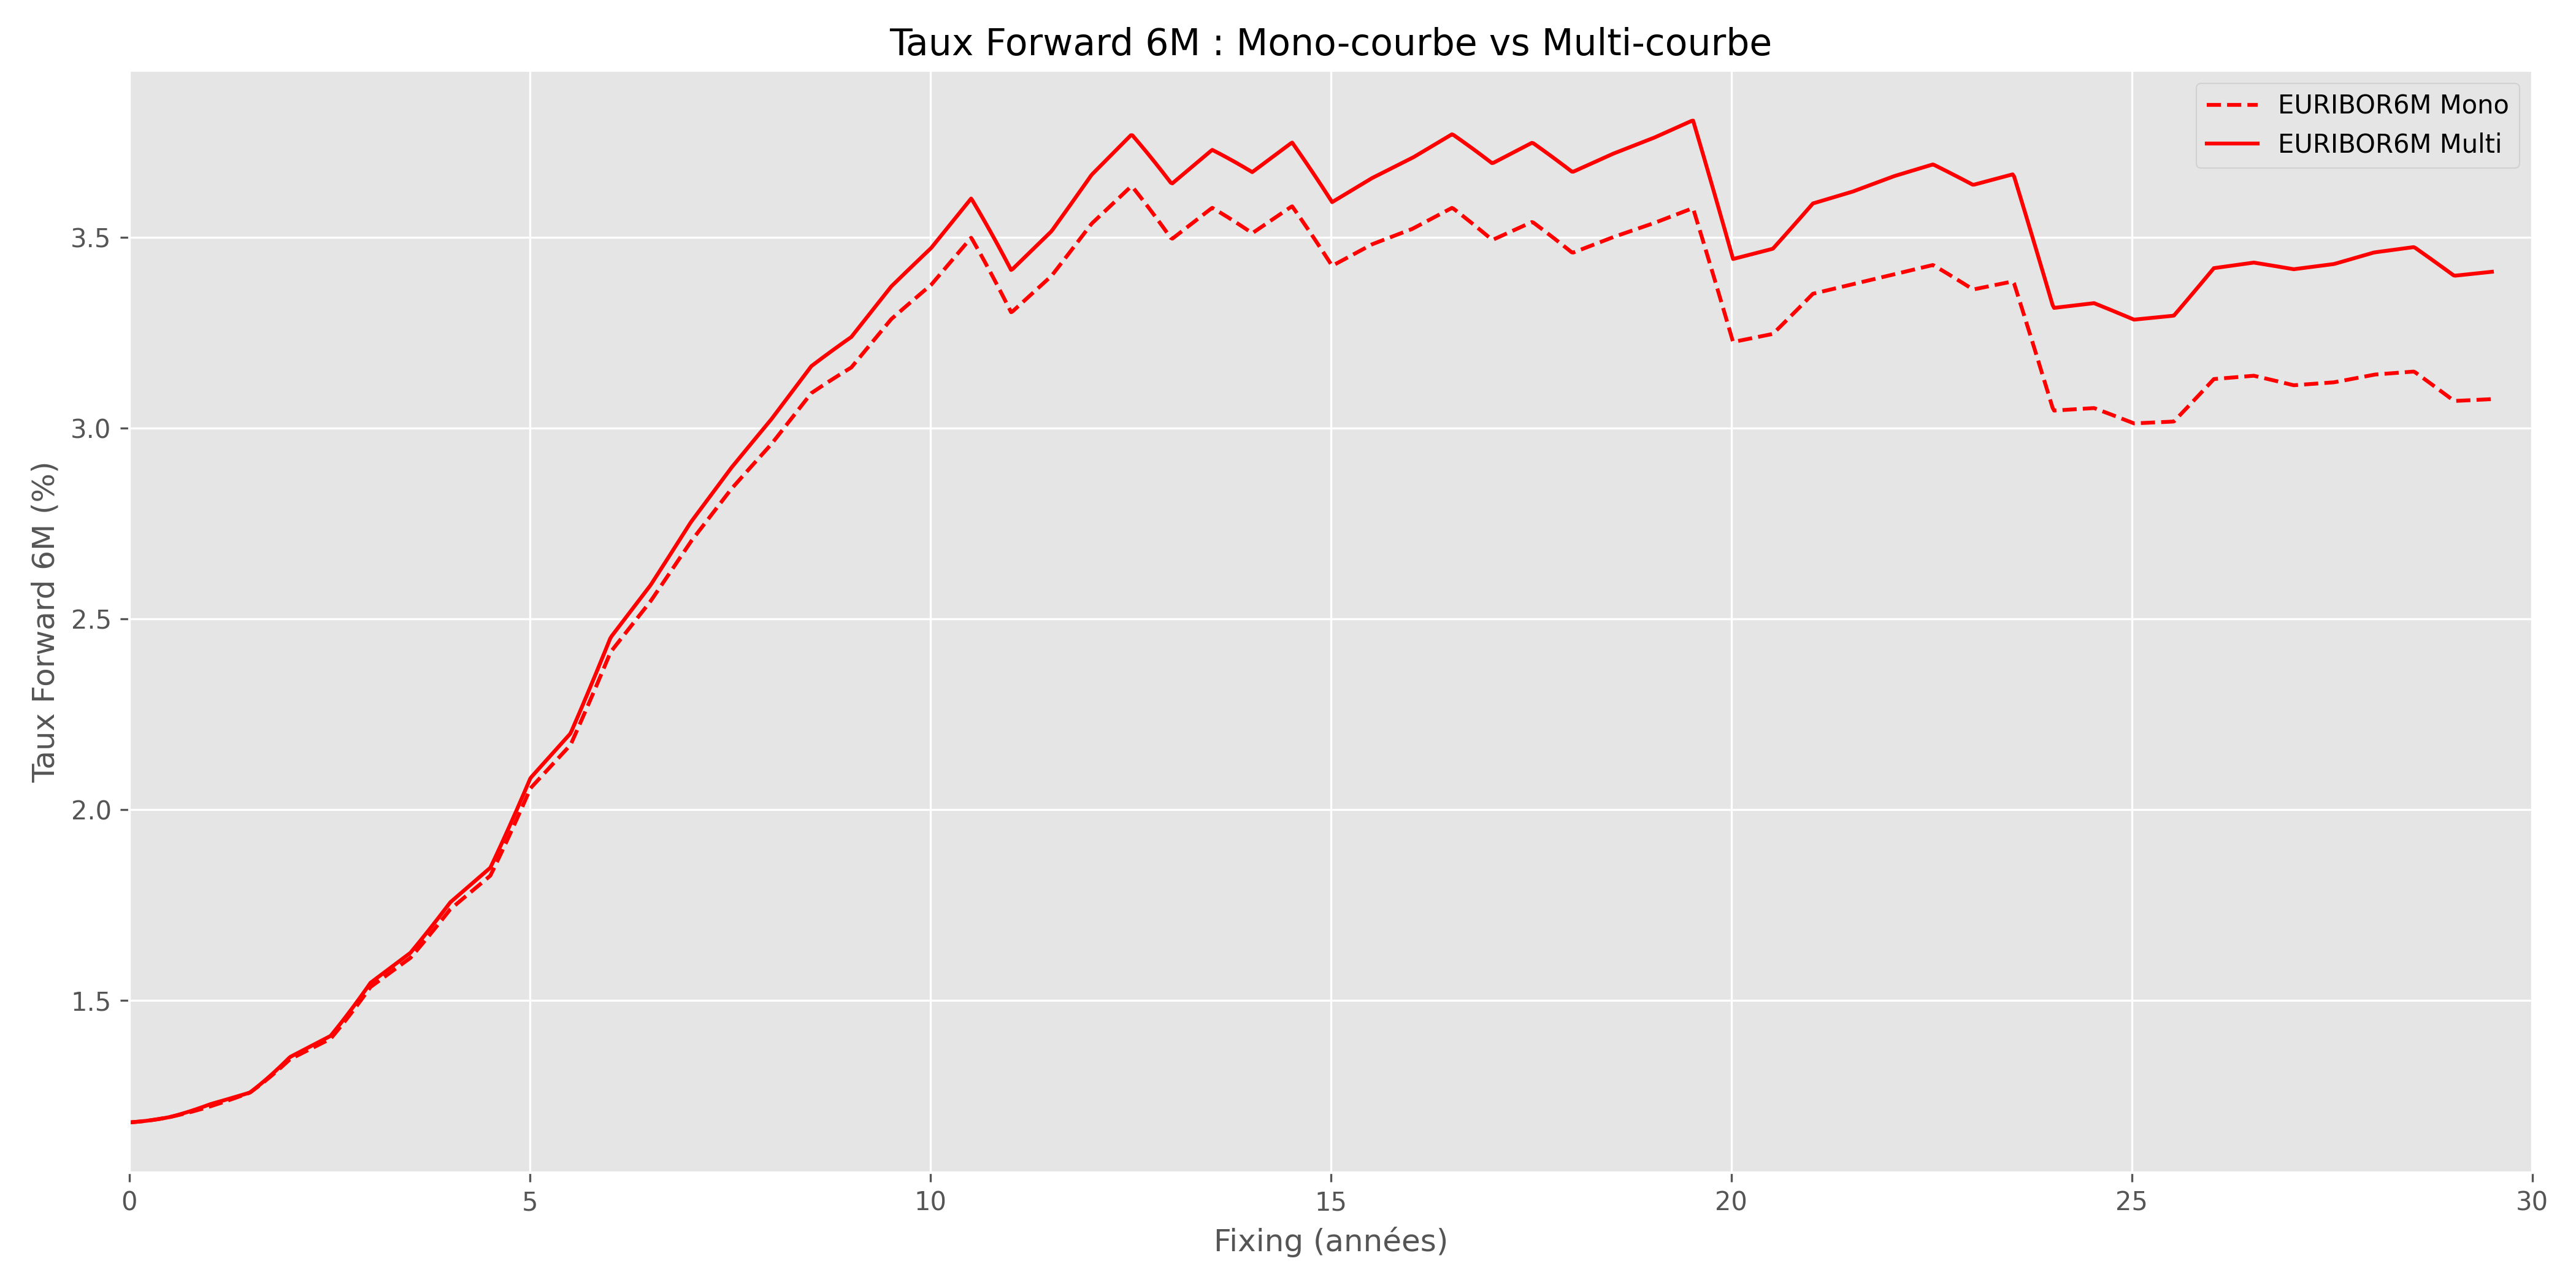 Taux Forward 6M : Mono-courbe vs Multi-courbe
EURIBOR6M Mono
EURIBOR6M Multi
Taux Forward 6M (%)
3.5
3.0
2.5
2.0
1.5
0 5 10 15 20 25 30
Fixing (années)